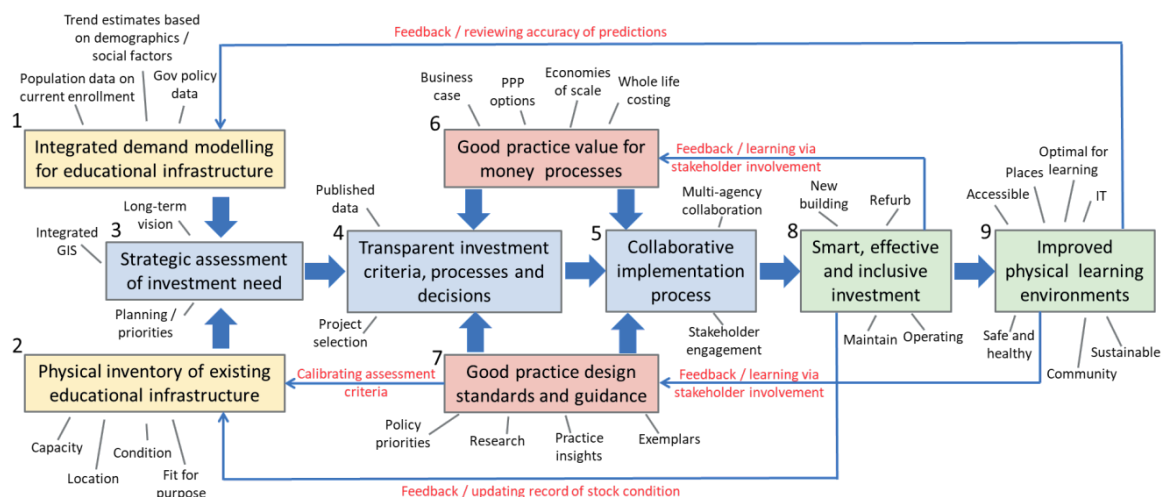 Trend estimates based
on demographics /
social factors
Population data on
current enrollment
Gov policy
data
1
Integrated demand modelling
for educational infrastructure
Feedback / reviewing accuracy of predictions
Business
case
PPP
options
Economies
of scale
Whole life
costing
6
Good practice value for
money processes
Feedback / learning via
stakeholder involvement
Integrated
GIS
Long-term
vision
3
Strategic assessment
of investment need
Planning /
priorities
Published
data
4
Transparent investment
criteria, processes and
decisions
Project
selection
Multi-agency
collaboration
5
Collaborative
implementation
process
Stakeholder
engagement
New
building
Refurb
8
Smart, effective
and inclusive
investment
Maintain
Operating
Accessible
Places
Optimal for
learning
IT
9
Improved
physical learning
environments
Safe and
healthy
Community
Sustainable
2
Physical inventory of existing
educational infrastructure
Capacity
Location
Condition
Fit for
purpose
Calibrating assessment
criteria
7
Good practice design
standards and guidance
Policy
priorities
Research
Practice
insights
Exemplars
Feedback / learning via
stakeholder involvement
Feedback / updating record of stock condition